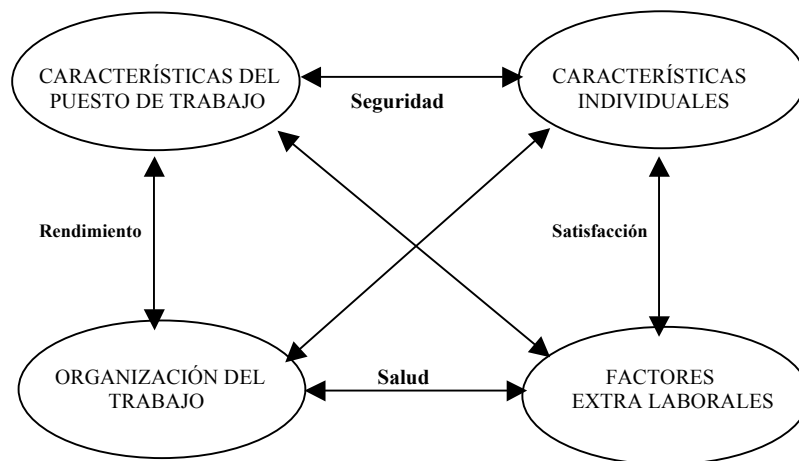 CARACTERÍSTICAS DEL
PUESTO DE TRABAJO
CARACTERÍSTICAS
INDIVIDUALES
Seguridad
Rendimiento
Satisfacción
ORGANIZACIÓN DEL
TRABAJO
Salud
FACTORES
EXTRA LABORALES